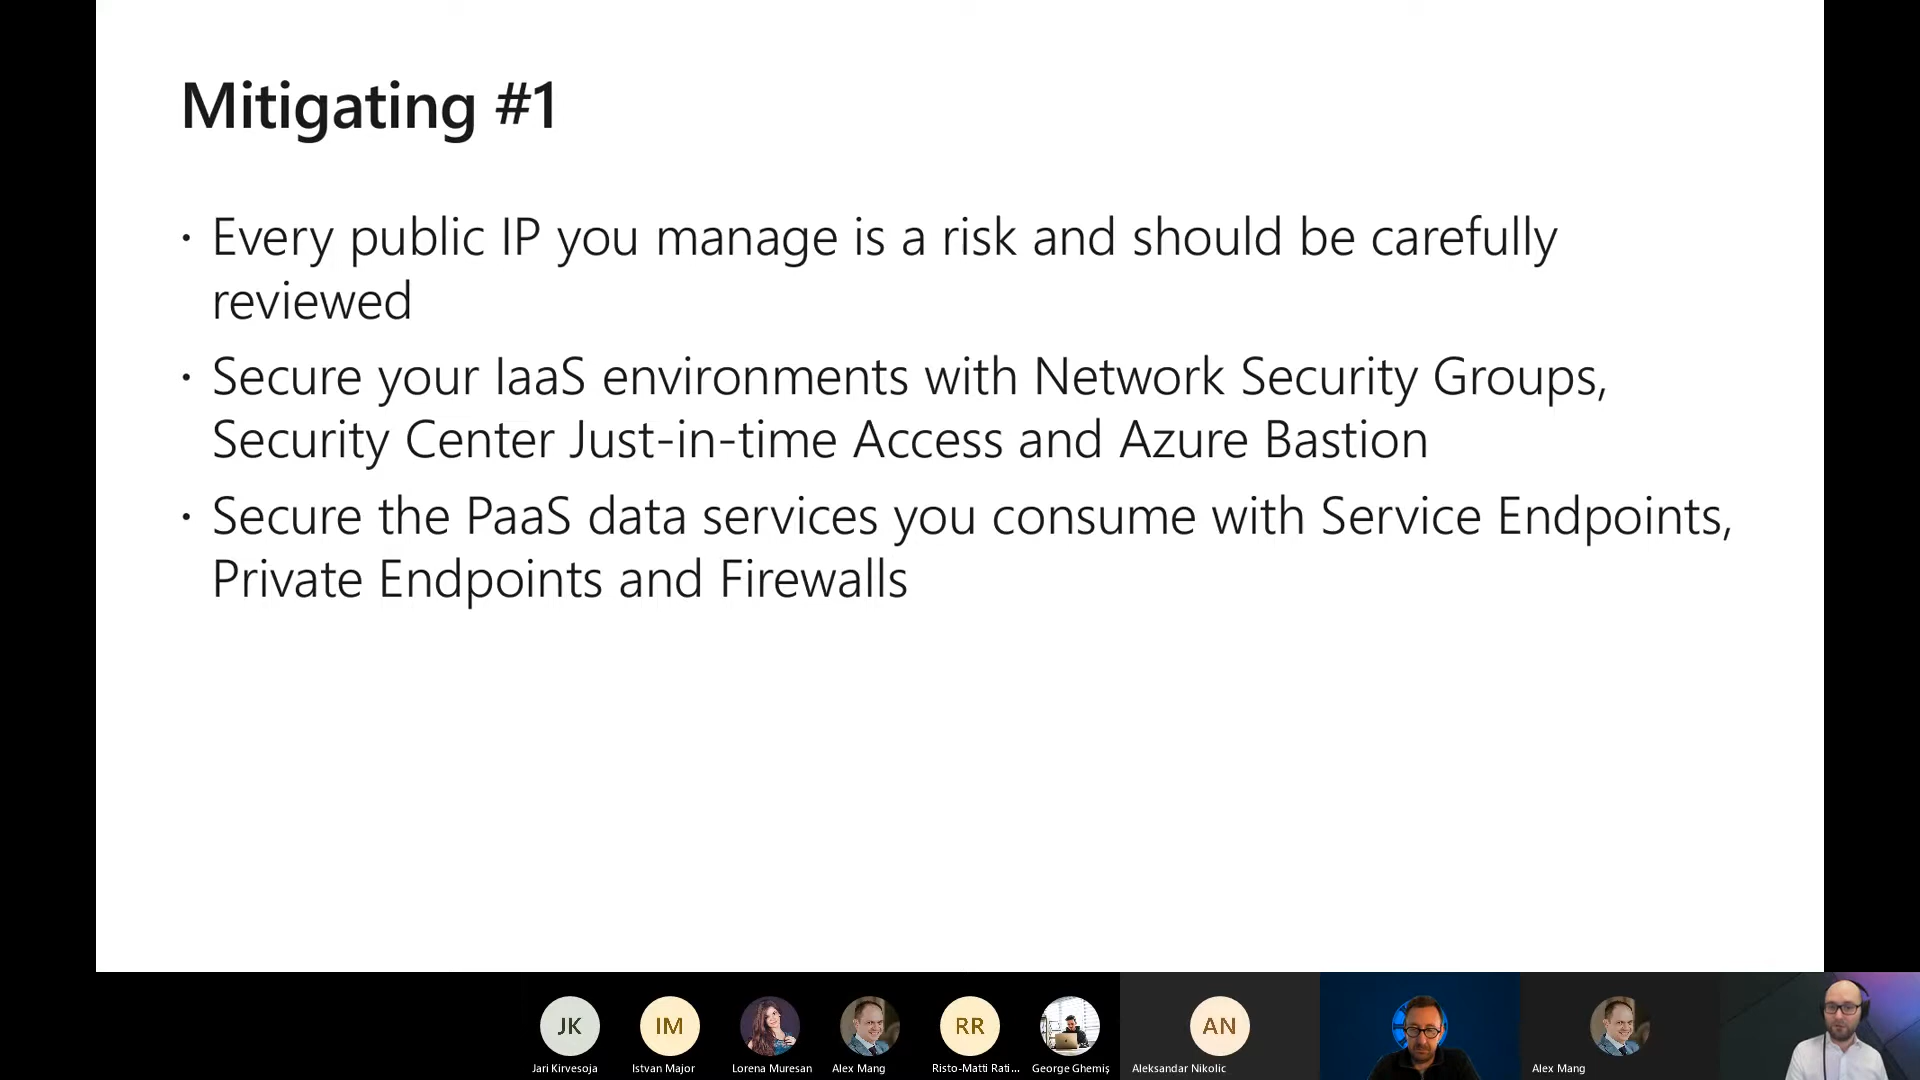 Mitigating #1
· Every public IP you manage is a risk and should be carefully
reviewed
· Secure your IaaS environments with Network Security Groups,
Security Center Just-in-time Access and Azure Bastion
· Secure the PaaS data services you consume with Service Endpoints,
Private Endpoints and Firewalls
JK IM RR AN
Jari Kirvesoja Istvan Major Lorena Muresan Alex Mang Risto-Matti Rati... George Ghemiș Aleksandar Nikolic Alex Mang